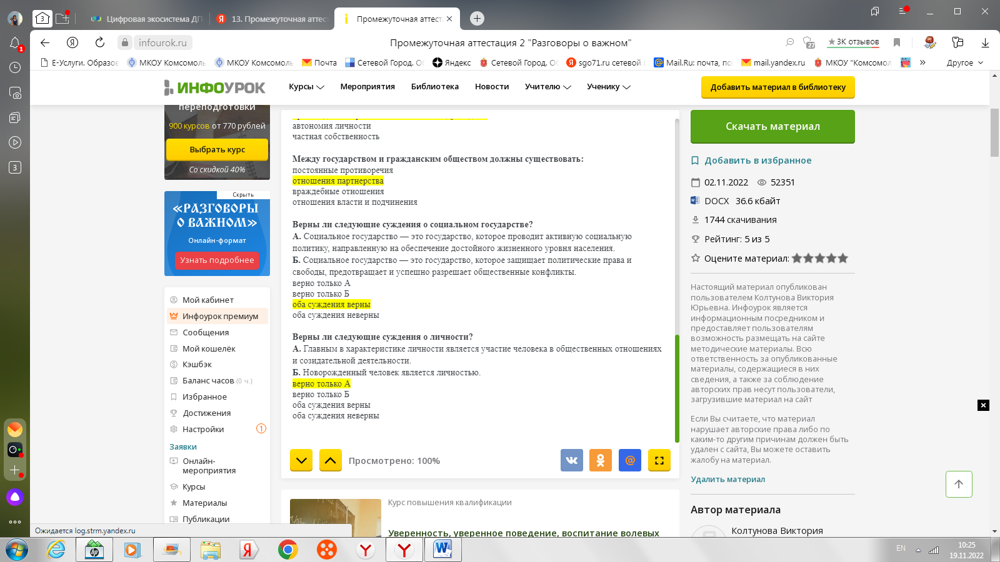 3
Цифровая экосистема ДП
13. Промежуточная аттест
Промежуточная аттест
1
infourok.ru
Промежуточная аттестация 2 "Разговоры о важном"
27
3К отзывов
Е-Услуги. Образов
МКОУ Комсомоль
МКОУ Комсомоль
Почта
Сетевой Город. Об
Яндекс
Сетевой Город. Об
sgo71.ru сетевой г
Mail.Ru: почта, по
mail.yandex.ru
МКОУ "Комсомол
»
Другое
ИНФОУРОК
Курсы
Мероприятия
Библиотека
Новости
Учителю
Ученику
Добавить материал в библиотеку
переподготовки
900 курсов от 770 рублей
Выбрать курс
Со скидкой 40%
Скрыть
«РАЗГОВОРЫ
О ВАЖНОМ»
Онлайн-формат
Узнать подробнее
Мой кабинет
Инфоурок премиум
Сообщения
Мой кошелёк
Кэшбэк
Баланс часов (0 ч.)
Избранное
Достижения
Настройки
1
Заявки
Онлайн-
мероприятия
Курсы
Материалы
Публикации
3
автономия личности
частная собственность
Между государством и гражданским обществом должны существовать:
постоянные противоречия
отношения партнерства
враждебные отношения
отношения власти и подчинения
Верны ли следующие суждения о социальном государстве?
А. Социальное государство — это государство, которое проводит активную социальную
политику, направленную на обеспечение достойного жизненного уровня населения.
Б. Социальное государство — это государство, которое защищает политические права и
свободы, предотвращает и успешно разрешает общественные конфликты.
верно только А
верно только Б
оба суждения верны
оба суждения неверны
Верны ли следующие суждения о личности?
А. Главным в характеристике личности является участие человека в общественных отношениях
и созидательной деятельности.
Б. Новорожденный человек является личностью.
верно только А
верно только Б
оба суждения верны
оба суждения неверны
Просмотрено: 100%
Курс повышения квалификации
Уверенность, уверенное поведение, воспитание волевых
Скачать материал
Добавить в избранное
02.11.2022
52351
DOCX 36.6 кбайт
1744 скачивания
Рейтинг: 5 из 5
Оцените материал:
Настоящий материал опубликован
пользователем Колтунова Виктория
Юрьевна. Инфоурок является
информационным посредником и
предоставляет пользователям
возможность размещать на сайте
методические материалы. Всю
ответственность за опубликованные
материалы, содержащиеся в них
сведения, а также за соблюдение
авторских прав несут пользователи,
загрузившие материал на сайт
Если Вы считаете, что материал
нарушает авторские права либо по
каким-то другим причинам должен быть
удален с сайта, Вы можете оставить
жалобу на материал.
Удалить материал
Автор материала
Колтунова Виктория
Ожидается log.strm.yandex.ru
EN
10:25
19.11.2022